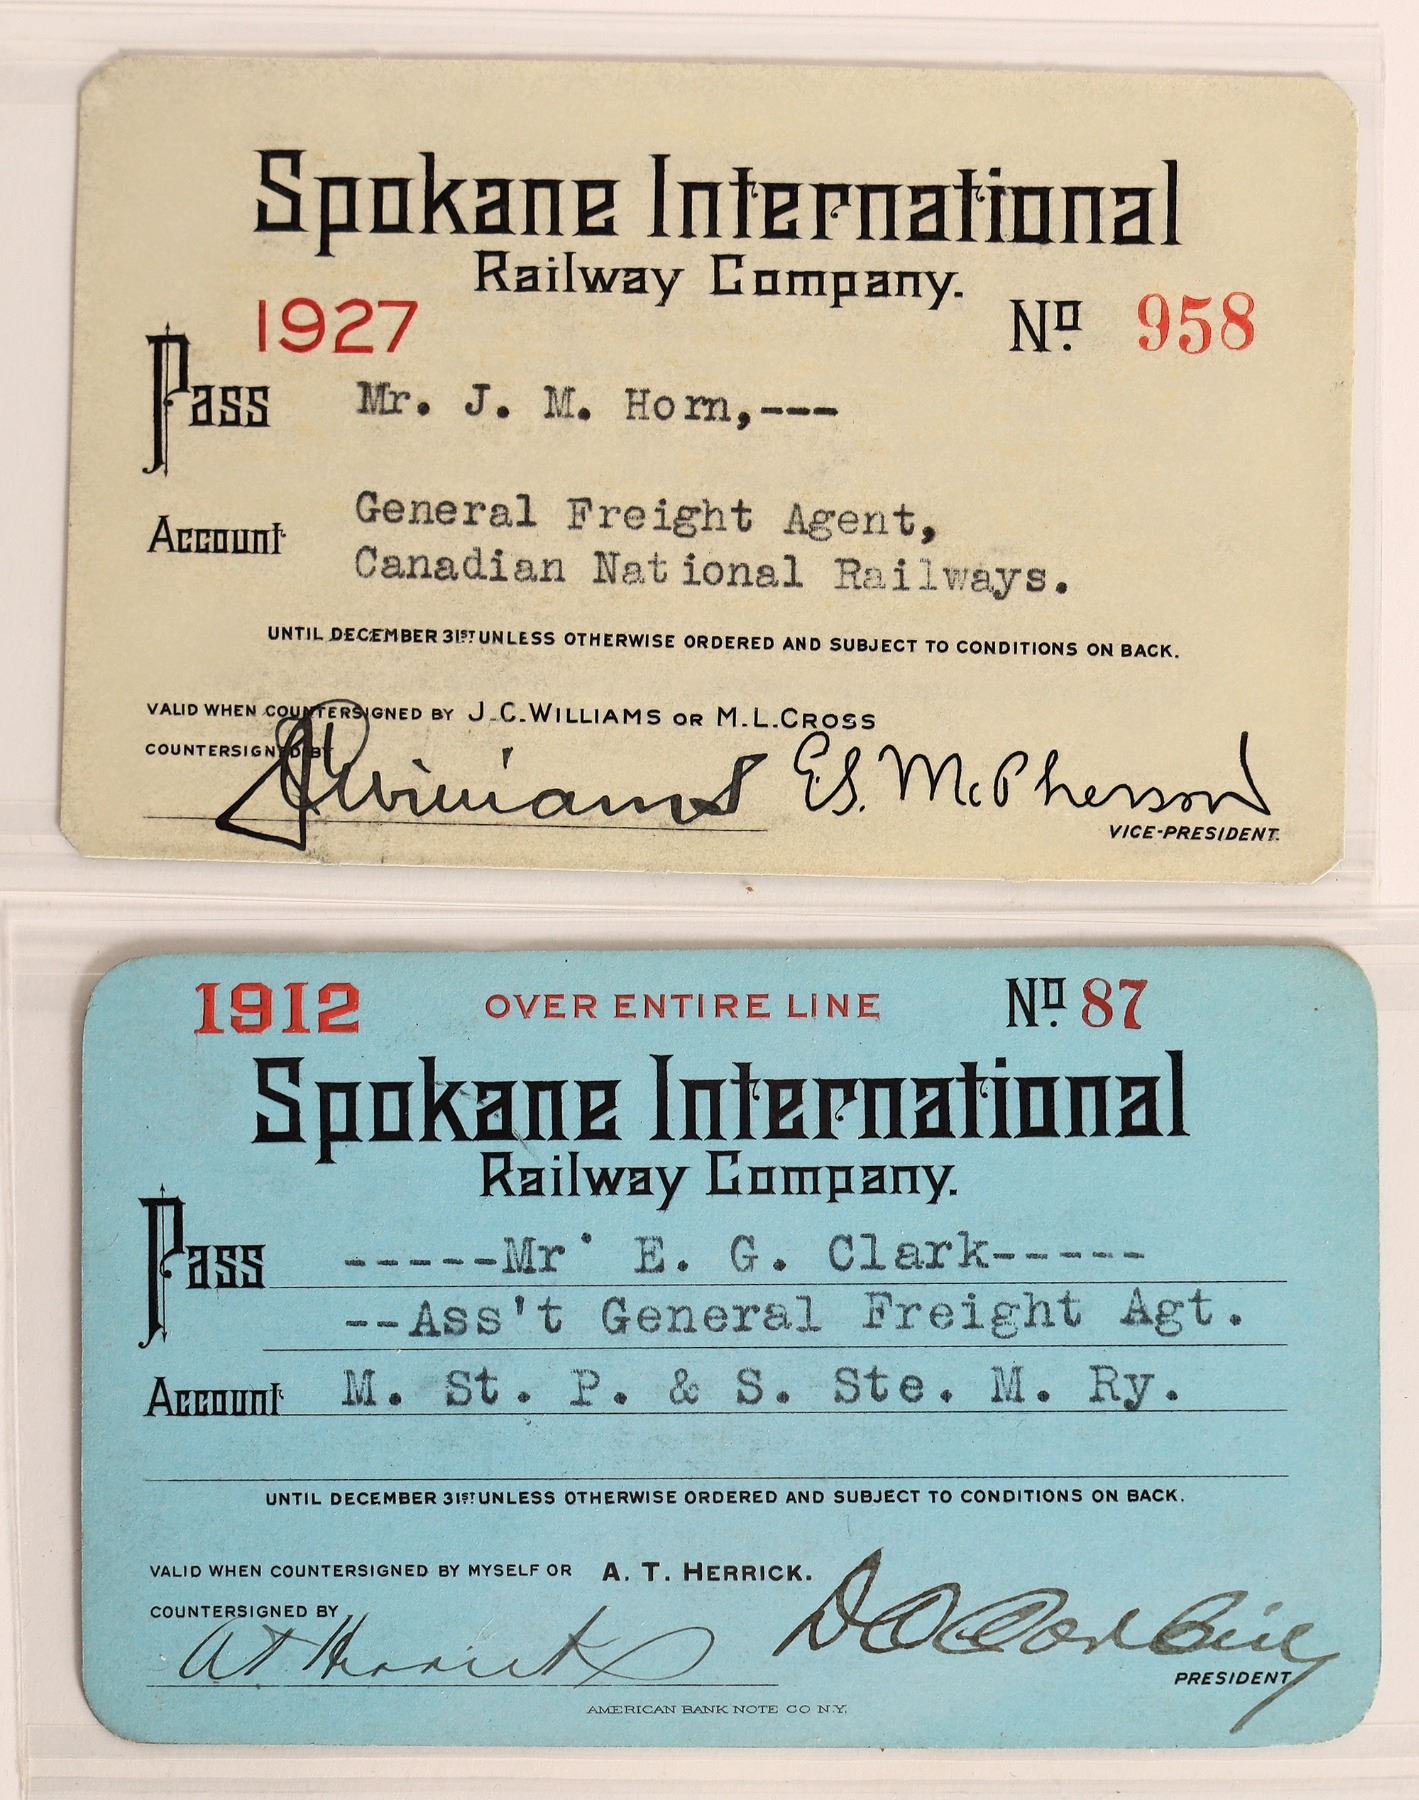 Spokane International
Railway Company.
1927 No. 958
Pass Mr. J. M. Horn,---
General Freight Agent,
Account
Canadian National Railways.
UNTIL DECEMBER 31ST UNLESS OTHERWISE ORDERED AND SUBJECT TO CONDITIONS ON BACK.
VALID WHEN COUNTERSIGNED BY J.C.WILLIAMS OR M.L.CROSS
COUNTERSIGNED BY
JCWilliams E.S. McPherson
VICE-PRESIDENT.
1912 OVER ENTIRE LINE No. 87
Spokane International
Railway Company.
Pass -----Mr. E. G. Clark-----
--Ass't General Freight Agt.
Account M. St. P. & S. Ste. M. Ry.
UNTIL DECEMBER 31ST UNLESS OTHERWISE ORDERED AND SUBJECT TO CONDITIONS ON BACK.
VALID WHEN COUNTERSIGNED BY MYSELF OR A. T. HERRICK.
COUNTERSIGNED BY
A T Herrick D C Corbin
PRESIDENT
AMERICAN BANK NOTE CO N.Y.